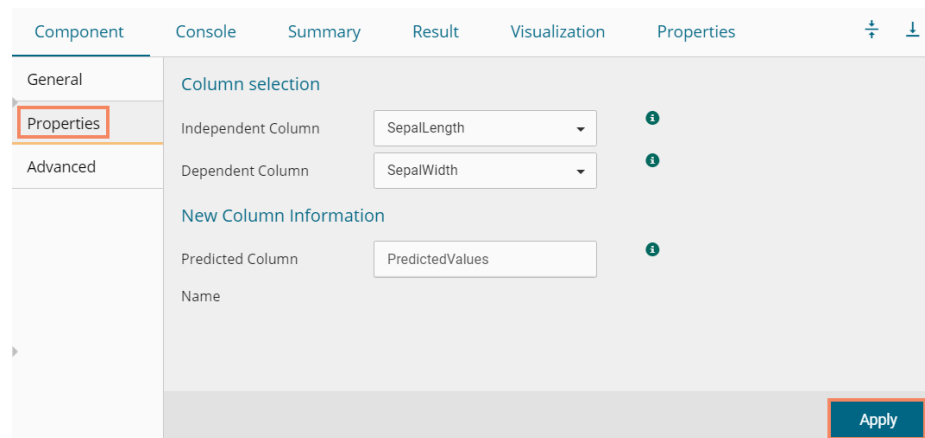 Component Console Summary Result Visualization Properties
General
Properties
Advanced
Column selection
Independent Column SepalLength
Dependent Column SepalWidth
New Column Information
Predicted Column PredictedValues
Name
Apply